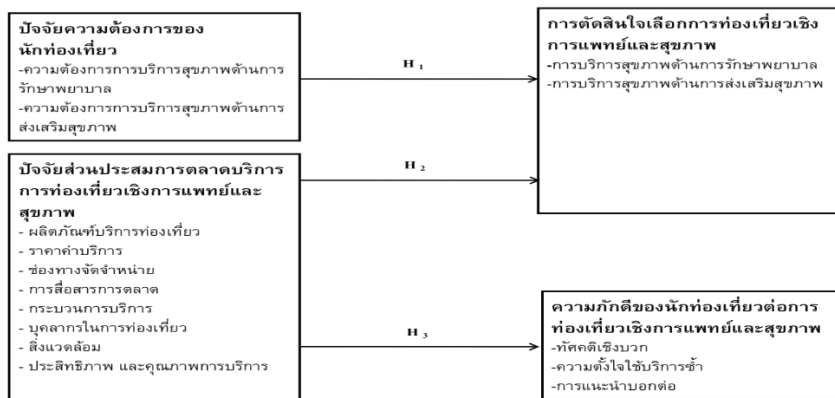 ปัจจัยความต้องการของ
นักท่องเที่ยว
-ความต้องการการบริการสุขภาพด้านการ
รักษาพยาบาล
-ความต้องการการบริการสุขภาพด้านการ
ส่งเสริมสุขภาพ
H 1
การตัดสินใจเลือกการท่องเที่ยวเชิง
การแพทย์และสุขภาพ
-การบริการสุขภาพด้านการรักษาพยาบาล
-การบริการสุขภาพด้านการส่งเสริมสุขภาพ
ปัจจัยส่วนประสมการตลาดบริการ
การท่องเที่ยวเชิงการแพทย์และ
สุขภาพ
- ผลิตภัณฑ์บริการท่องเที่ยว
- ราคาค่าบริการ
- ช่องทางจัดจำหน่าย
- การสื่อสารการตลาด
- กระบวนการบริการ
- บุคลากรในการท่องเที่ยว
- สิ่งแวดล้อม
- ประสิทธิภาพ และคุณภาพการบริการ
H 2
H 3
ความภักดีของนักท่องเที่ยวต่อการ
ท่องเที่ยวเชิงการแพทย์และสุขภาพ
-ทัศคติเชิงบวก
-ความตั้งใจใช้บริการซ้ำ
-การแนะนำบอกต่อ